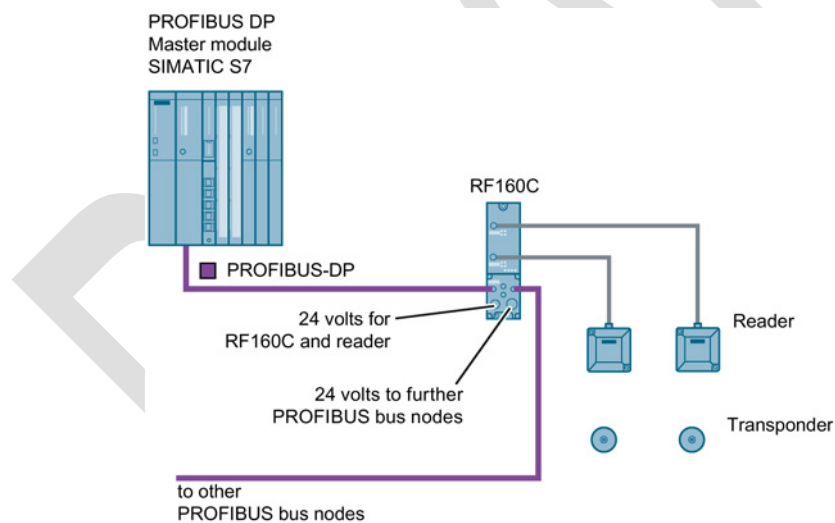 PROFIBUS DP
Master module
SIMATIC S7
RF160C
PROFIBUS-DP
24 volts for
RF160C and reader
Reader
24 volts to further
PROFIBUS bus nodes
Transponder
to other
PROFIBUS bus nodes